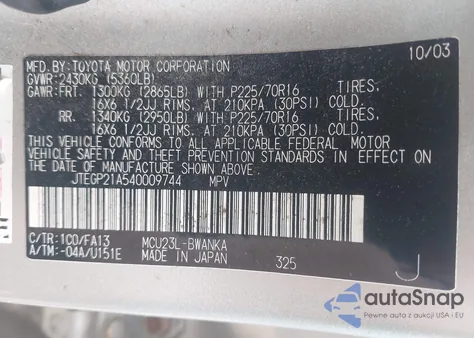 MFD.BY:TOYOTA MOTOR CORPORATION 10/03
GVWR:2430KG (5360LB)
GAWR:FRT. 1300KG (2865LB) WITH P225/70R16 TIRES,
16X6 1/2JJ RIMS, AT 210KPA (30PSI) COLD.
RR. 1340KG (2950LB) WITH P225/70R16 TIRES,
16X6 1/2JJ RIMS, AT 210KPA (30PSI) COLD.
THIS VEHICLE CONFORMS TO ALL APPLICABLE FEDERAL MOTOR
VEHICLE SAFETY AND THEFT PREVENTION STANDARDS IN EFFECT ON
THE DATE OF MANUFACTURE SHOWN ABOVE.
JTEGP21A540009744 MPV
C/TR:1C0/FA13 MCU23L-BWANKA
A/TM:-04A/U151E MADE IN JAPAN 325 J
autoSnap
Pewne auto z aukcji USA i EU